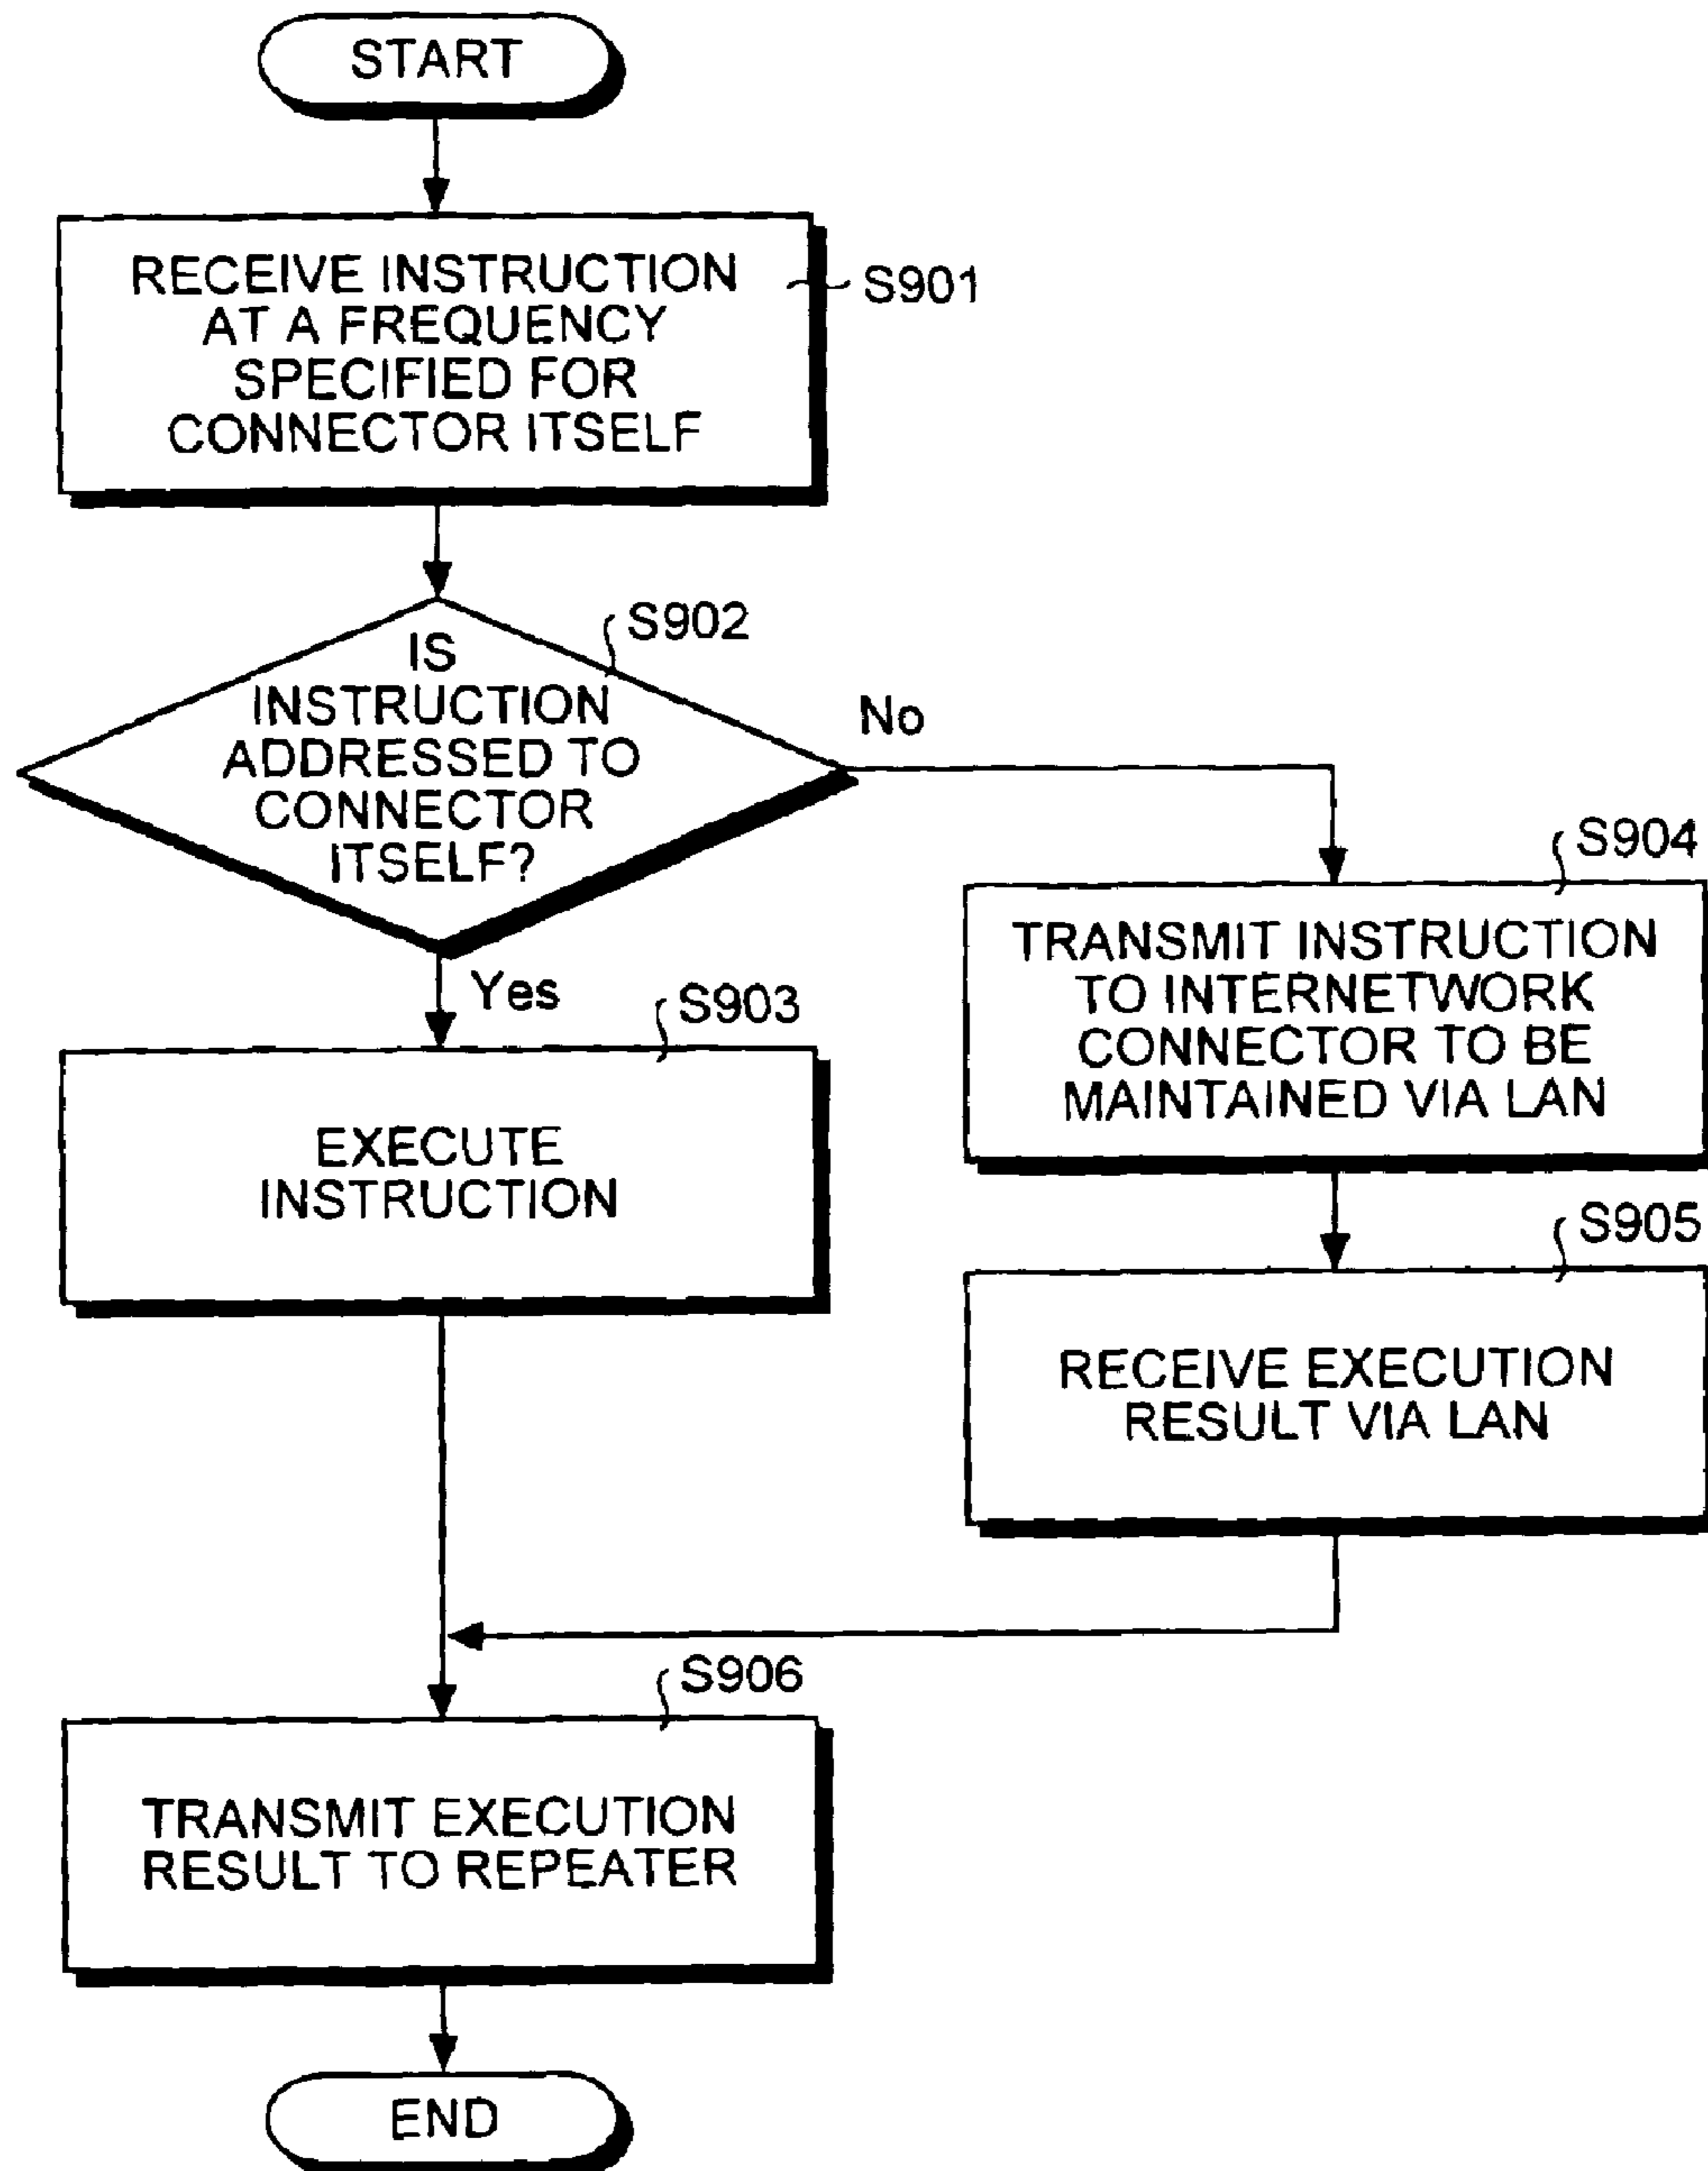 START
RECEIVE INSTRUCTION
AT A FREQUENCY
SPECIFIED FOR
CONNECTOR ITSELF
S901
S902
IS
INSTRUCTION
ADDRESSED TO
CONNECTOR
ITSELF?
No
Yes
S903
EXECUTE
INSTRUCTION
S904
TRANSMIT INSTRUCTION
TO INTERNETWORK
CONNECTOR TO BE
MAINTAINED VIA LAN
S905
RECEIVE EXECUTION
RESULT VIA LAN
S906
TRANSMIT EXECUTION
RESULT TO REPEATER
END